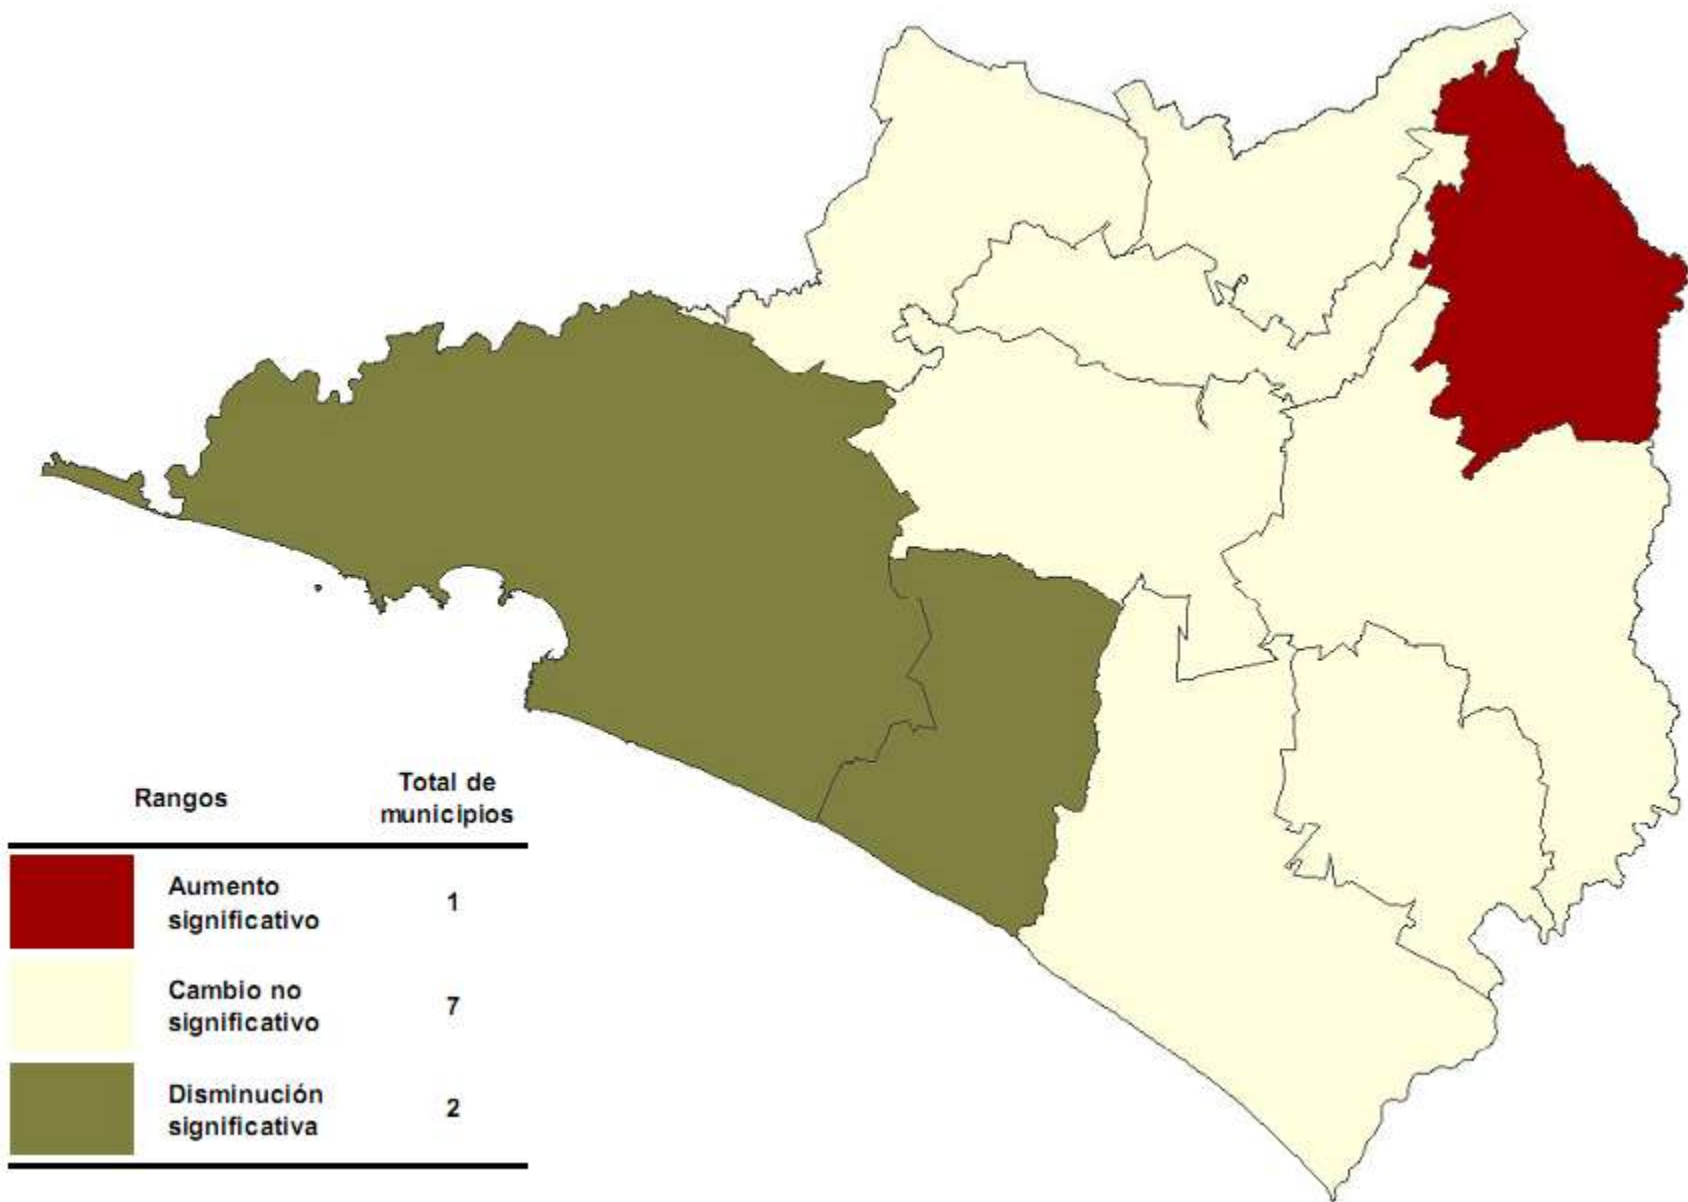 Rangos
Total de
municipios
Aumento
significativo
1
Cambio no
significativo
7
Disminución
significativa
2